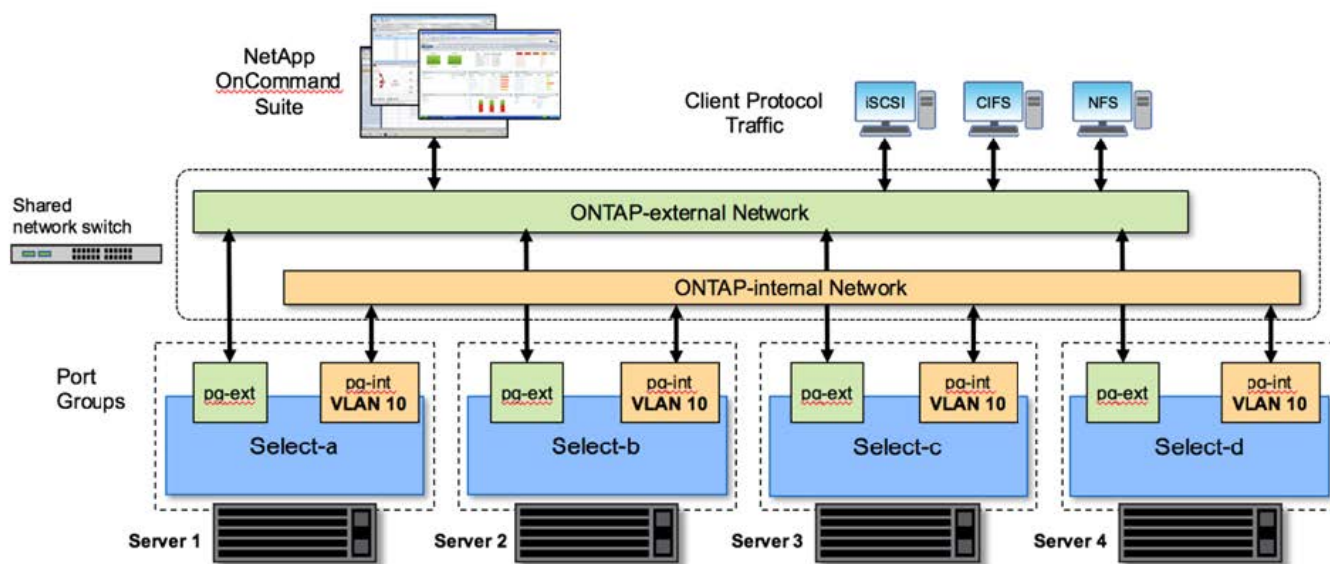 NetApp
OnCommand
Suite
Client Protocol
Traffic
iSCSI
CIFS
NFS
Shared
network switch
ONTAP-external Network
ONTAP-internal Network
Port
Groups
pg-ext
pg-int
VLAN 10
Select-a
pg-ext
pg-int
VLAN 10
Select-b
pg-ext
pg-int
VLAN 10
Select-c
pg-ext
pg-int
VLAN 10
Select-d
Server 1
Server 2
Server 3
Server 4